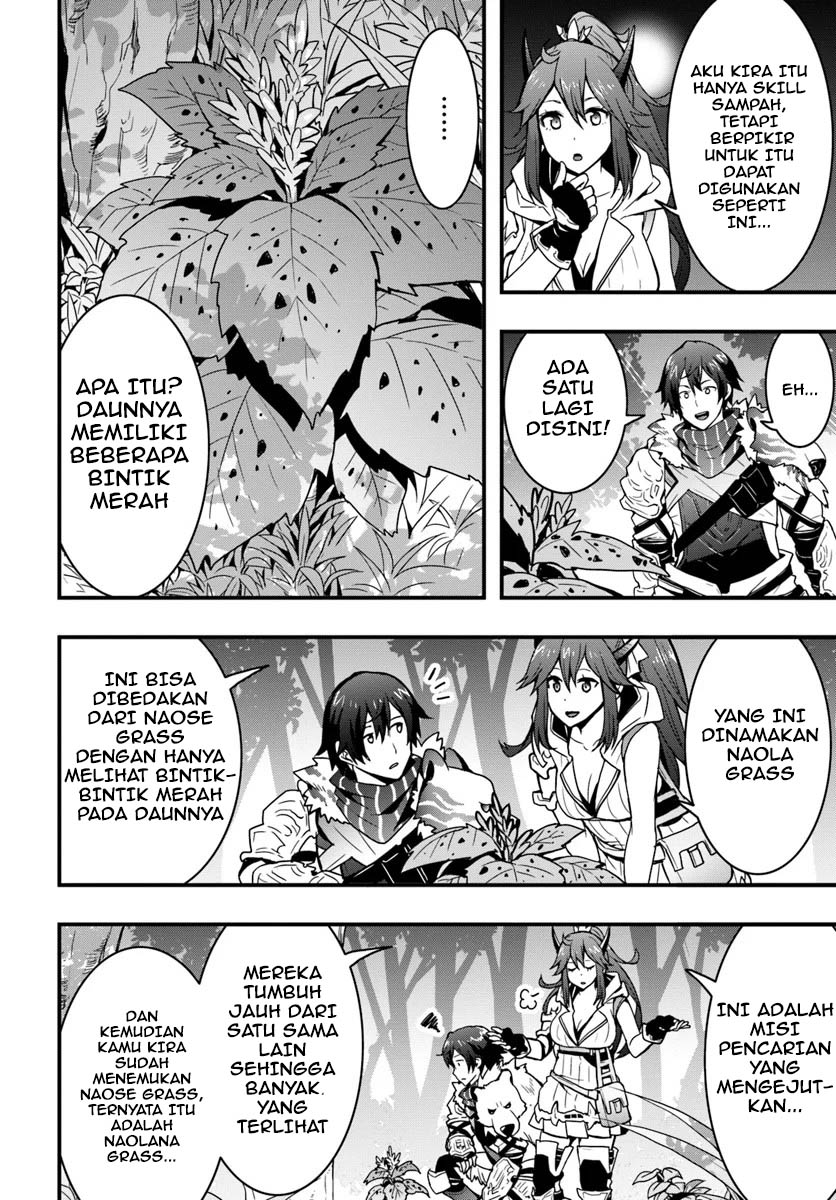 AKU KIRA ITU
HANYA SKILL
SAMPAH,
TETAPI
BERPIKIR
UNTUK ITU
DAPAT
DIGUNAKAN
SEPERTI
INI...
EH...
ADA
SATU
LAGI
DISINI!
.......
APA ITU?
DAUNNYA
MEMILIKI
BEBERAPA
BINTIK
MERAH
YANG INI
DINAMAKAN
NAOLA
GRASS
INI BISA
DIBEDAKAN
DARI NAOSE
GRASS
DENGAN HANYA
MELIHAT BINTIK-
BINTIK MERAH
PADA DAUNNYA
INI ADALAH
MISI
PENCARIAN
YANG
MENGEJUT-
KAN...
MEREKA
TUMBUH
JAUH DARI
SATU SAMA
LAIN
SEHINGGA
BANYAK.
YANG
TERLIHAT
DAN
KEMUDIAN
KAMU KIRA
SUDAH
MENEMUKAN
NAOSE GRASS,
TERNYATA ITU
ADALAH
NAOLANA
GRASS...